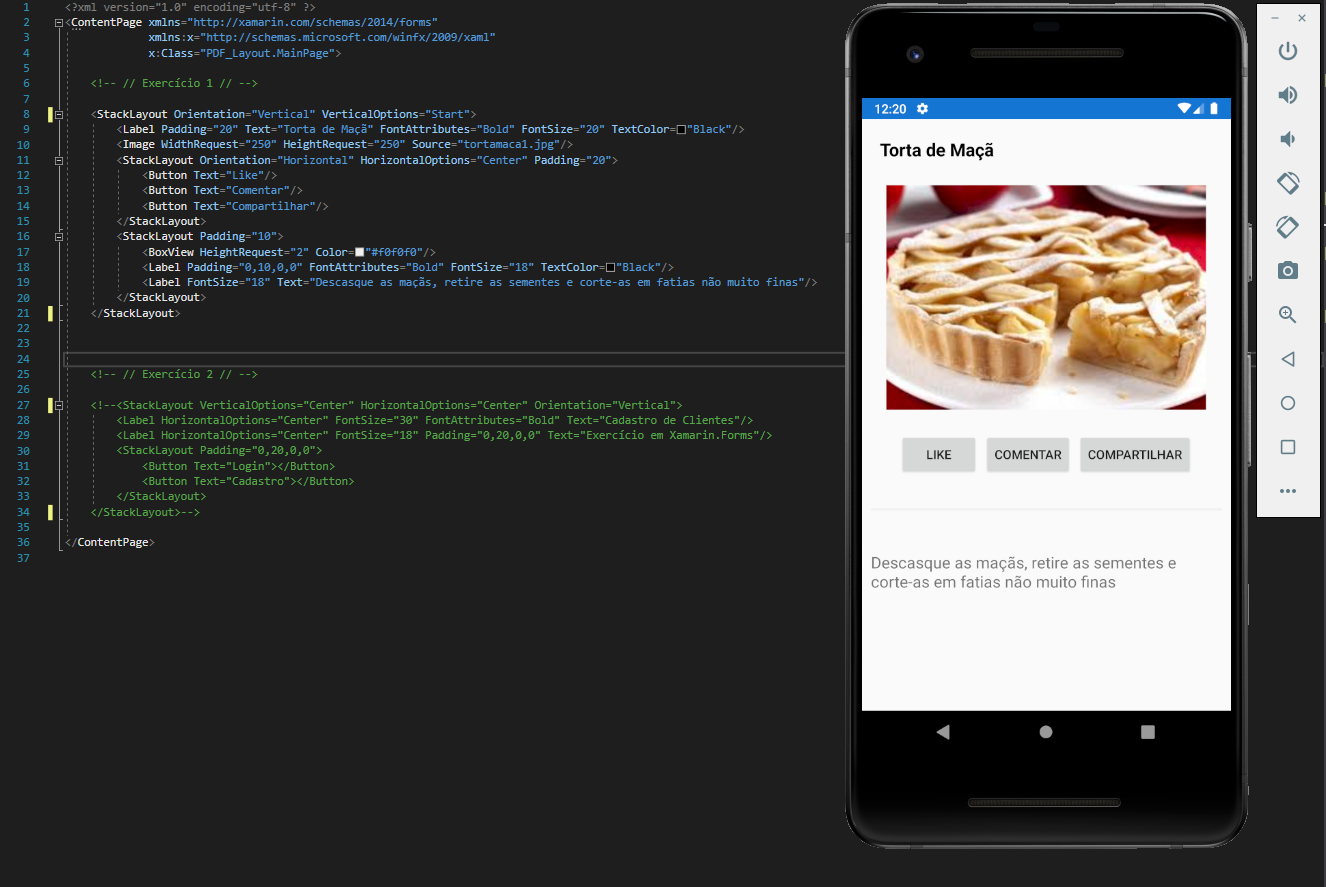 1 <?xml version="1.0" encoding="utf-8" ?>
2 <ContentPage xmlns="http://xamarin.com/schemas/2014/forms"
3 xmlns:x="http://schemas.microsoft.com/winfx/2009/xaml"
4 x:Class="PDF_Layout.MainPage">
5
6 <!-- // Exercício 1 // -->
7
8 <StackLayout Orientation="Vertical" VerticalOptions="Start">
9 <Label Padding="20" Text="Torta de Maçã" FontAttributes="Bold" FontSize="20" TextColor="Black"/>
10 <Image WidthRequest="250" HeightRequest="250" Source="tortamaca1.jpg"/>
11 <StackLayout Orientation="Horizontal" HorizontalOptions="Center" Padding="20">
12 <Button Text="Like"/>
13 <Button Text="Comentar"/>
14 <Button Text="Compartilhar"/>
15 </StackLayout>
16 <StackLayout Padding="10">
17 <BoxView HeightRequest="2" Color="#f0f0f0"/>
18 <Label Padding="0,10,0,0" FontAttributes="Bold" FontSize="18" TextColor="Black"/>
19 <Label FontSize="18" Text="Descasque as maçãs, retire as sementes e corte-as em fatias não muito finas"/>
20 </StackLayout>
21 </StackLayout>
22
23
24
25 <!-- // Exercício 2 // -->
26
27 <!--<StackLayout VerticalOptions="Center" HorizontalOptions="Center" Orientation="Vertical">
28 <Label HorizontalOptions="Center" FontSize="30" FontAttributes="Bold" Text="Cadastro de Clientes"/>
29 <Label HorizontalOptions="Center" FontSize="18" Padding="0,20,0,0" Text="Exercício em Xamarin.Forms"/>
30 <StackLayout Padding="0,20,0,0">
31 <Button Text="Login"></Button>
32 <Button Text="Cadastro"></Button>
33 </StackLayout>
34 </StackLayout>-->
35
36 </ContentPage>
37
12:20
Torta de Maçã
LIKE COMENTAR COMPARTILHAR
Descasque as maçãs, retire as sementes e
corte-as em fatias não muito finas